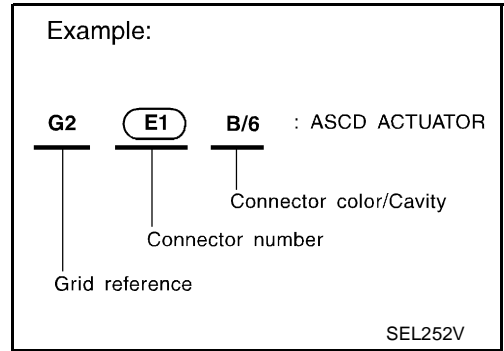 Example:
G2 E1 B/6 : ASCD ACTUATOR
Connector color/Cavity
Connector number
Grid reference
SEL252V